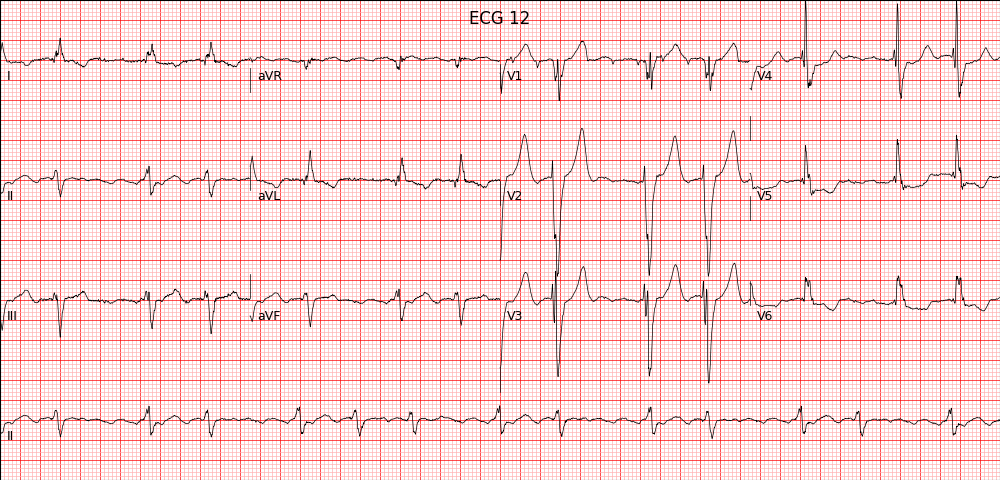 ECG 12
I aVR V1 V4
II aVL V2 V5
III aVF V3 V6
II